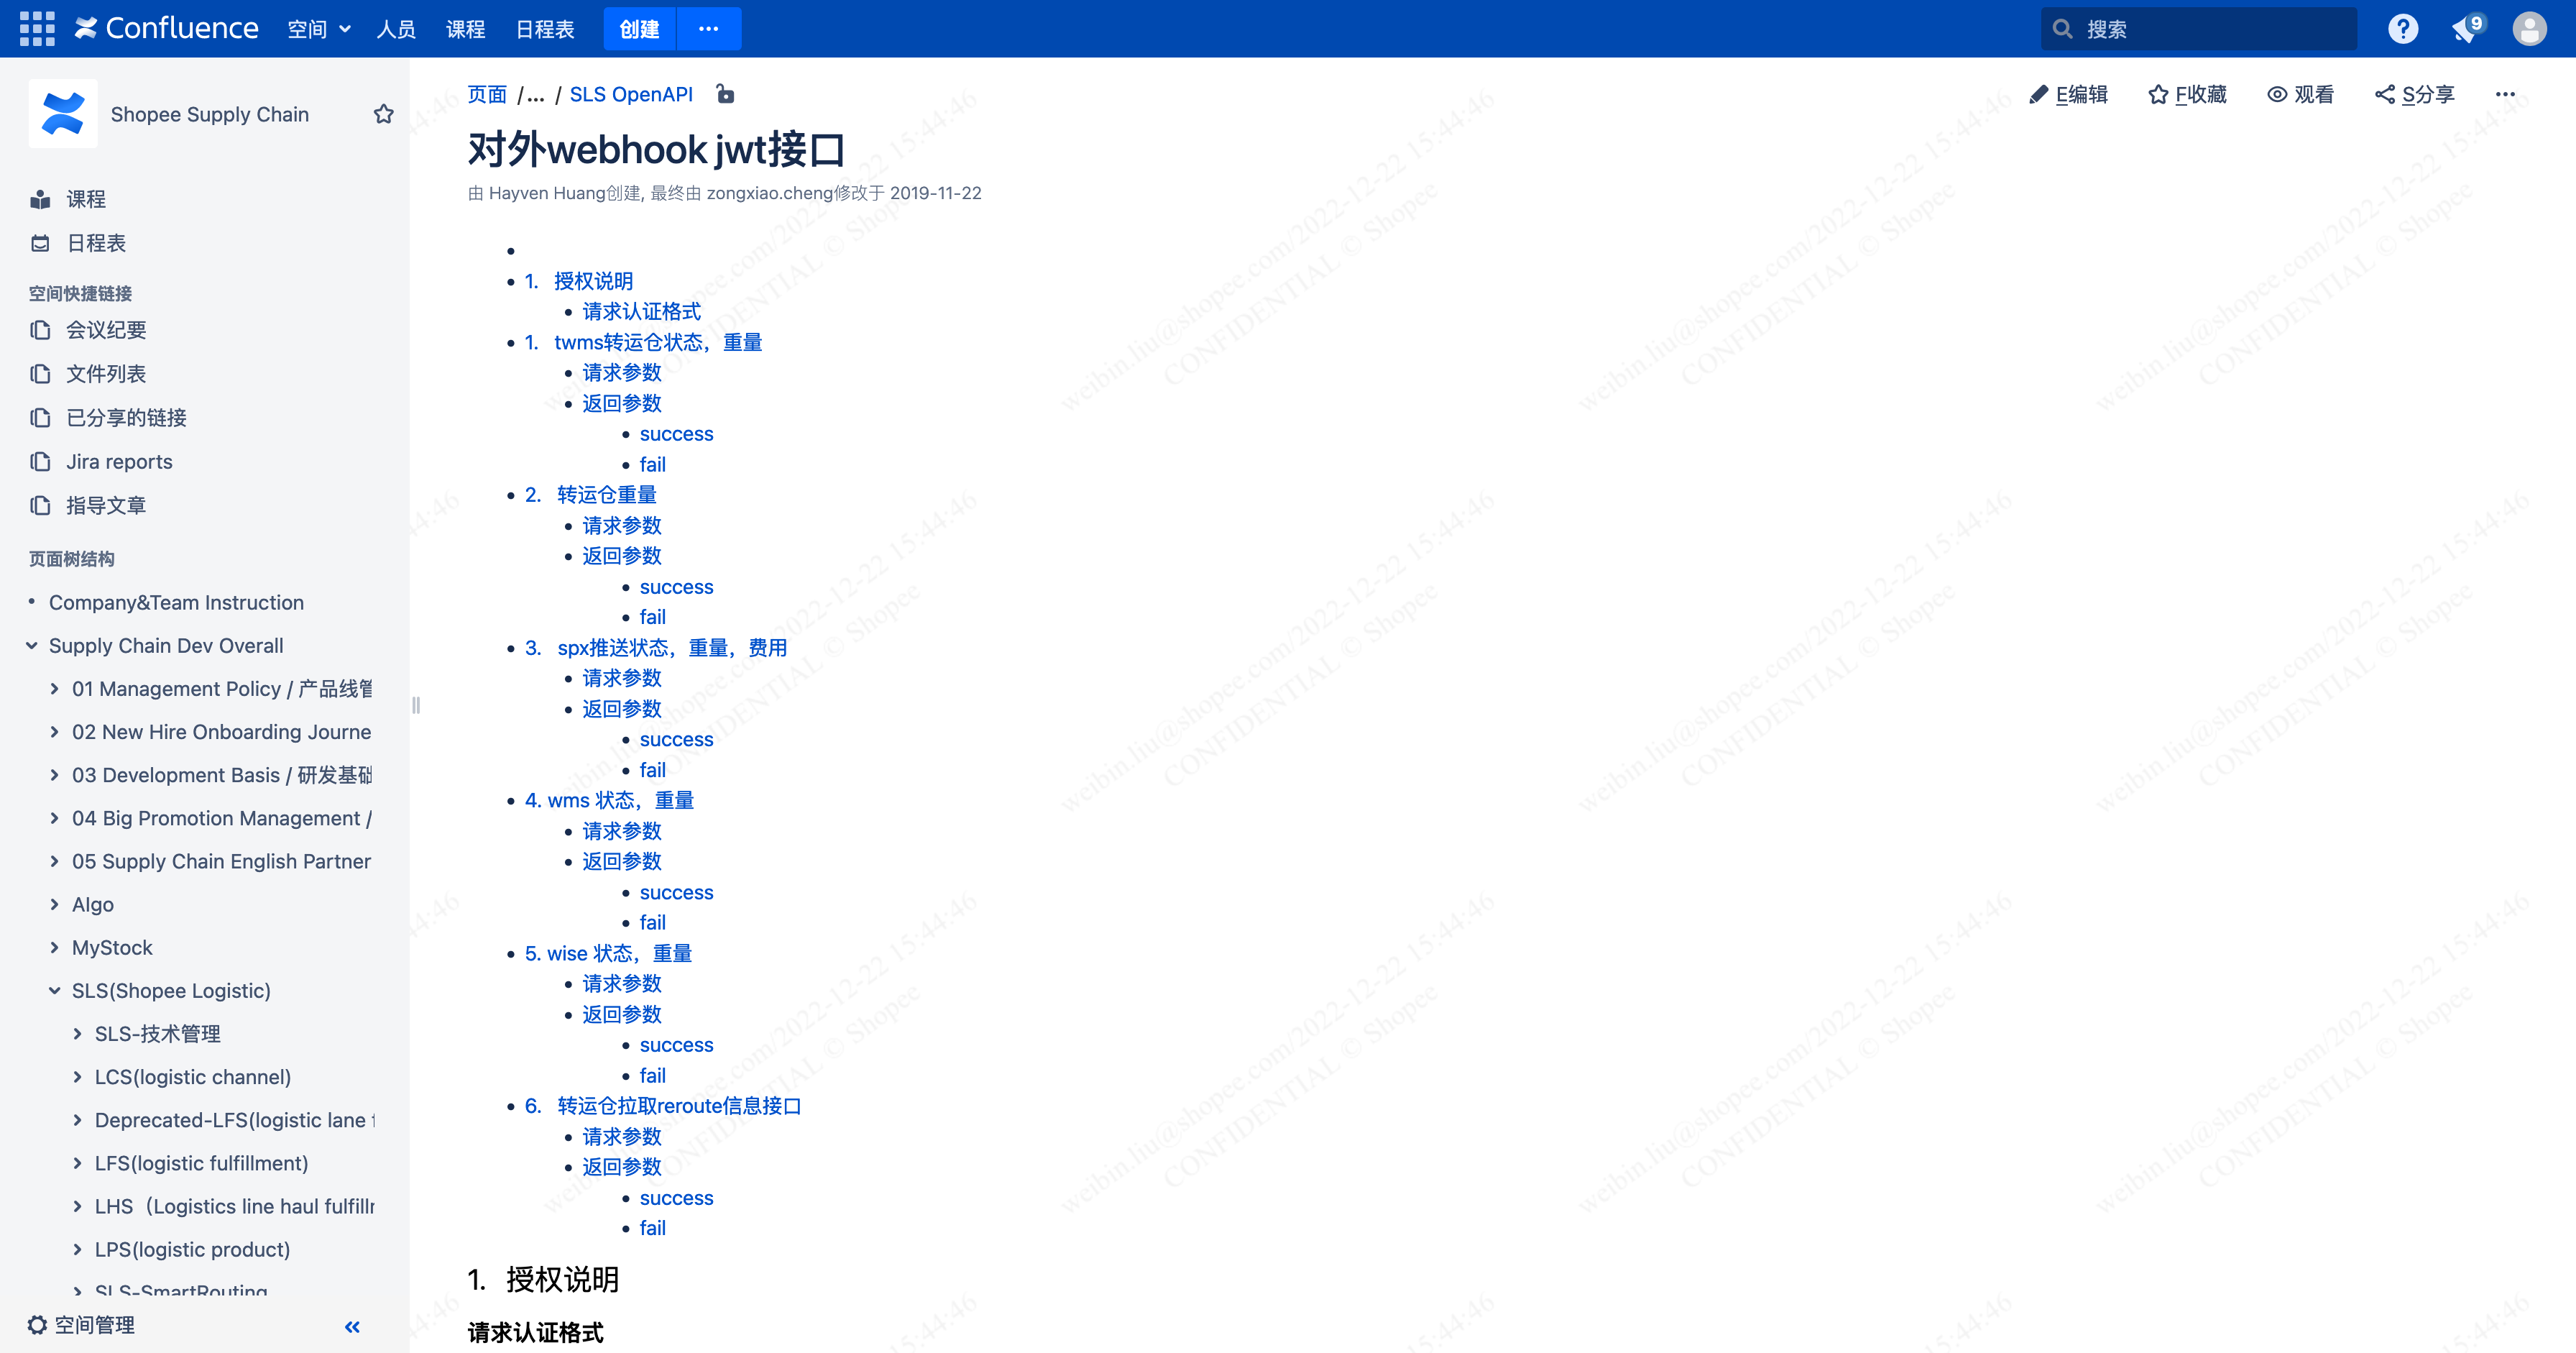 Confluence 空间 人员 课程 日程表 创建 ... 搜索 9
Shopee Supply Chain
课程
日程表
空间快捷链接
会议纪要
文件列表
已分享的链接
Jira reports
指导文章
页面树结构
Company&Team Instruction
Supply Chain Dev Overall
01 Management Policy / 产品线管
02 New Hire Onboarding Journe
03 Development Basis / 研发基础
04 Big Promotion Management /
05 Supply Chain English Partner
Algo
MyStock
SLS(Shopee Logistic)
SLS-技术管理
LCS(logistic channel)
Deprecated-LFS(logistic lane f
LFS(logistic fulfillment)
LHS（Logistics line haul fulfillm
LPS(logistic product)
SLS-SmartRouting
空间管理
页面 /... / SLS OpenAPI
E编辑 F收藏 观看 S分享 ...
对外webhook jwt接口
由 Hayven Huang创建, 最终由 zongxiao.cheng修改于 2019-11-22
1. 授权说明
请求认证格式
1. twms转运仓状态，重量
请求参数
返回参数
success
fail
2. 转运仓重量
请求参数
返回参数
success
fail
3. spx推送状态，重量，费用
请求参数
返回参数
success
fail
4. wms 状态，重量
请求参数
返回参数
success
fail
5. wise 状态，重量
请求参数
返回参数
success
fail
6. 转运仓拉取reroute信息接口
请求参数
返回参数
success
fail
1. 授权说明
请求认证格式
weibin.liu@shopee.com/2022-12-22 15:44:46
CONFIDENTIAL © Shopee